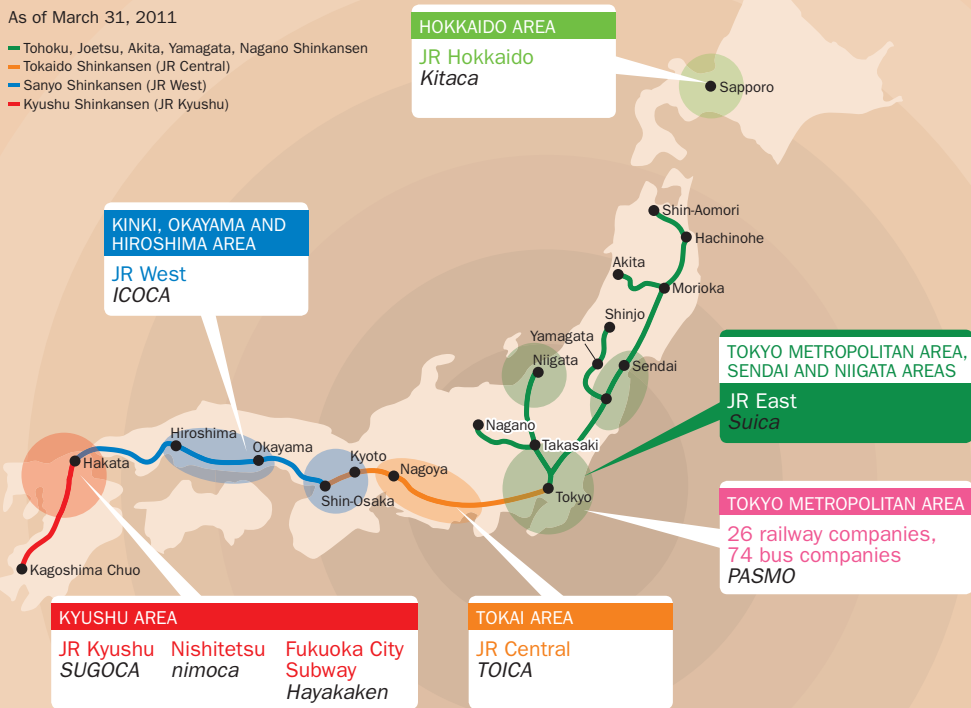 As of March 31, 2011
Tohoku, Joetsu, Akita, Yamagata, Nagano Shinkansen
Tokaido Shinkansen (JR Central)
Sanyo Shinkansen (JR West)
Kyushu Shinkansen (JR Kyushu)
HOKKAIDO AREA
JR Hokkaido
Kitaca
Sapporo
KINKI, OKAYAMA AND
HIROSHIMA AREA
JR West
ICOCA
Shin-Aomori
Hachinohe
Akita
Morioka
Shinjo
Yamagata
Niigata
Sendai
TOKYO METROPOLITAN AREA,
SENDAI AND NIIGATA AREAS
JR East
Suica
Nagano
Takasaki
Hiroshima
Okayama
Kyoto
Nagoya
Hakata
Shin-Osaka
Tokyo
TOKYO METROPOLITAN AREA
26 railway companies,
74 bus companies
PASMO
Kagoshima Chuo
KYUSHU AREA
JR Kyushu
SUGOCA
Nishitetsu
nimoca
Fukuoka City
Subway
Hayakaken
TOKAI AREA
JR Central
TOICA